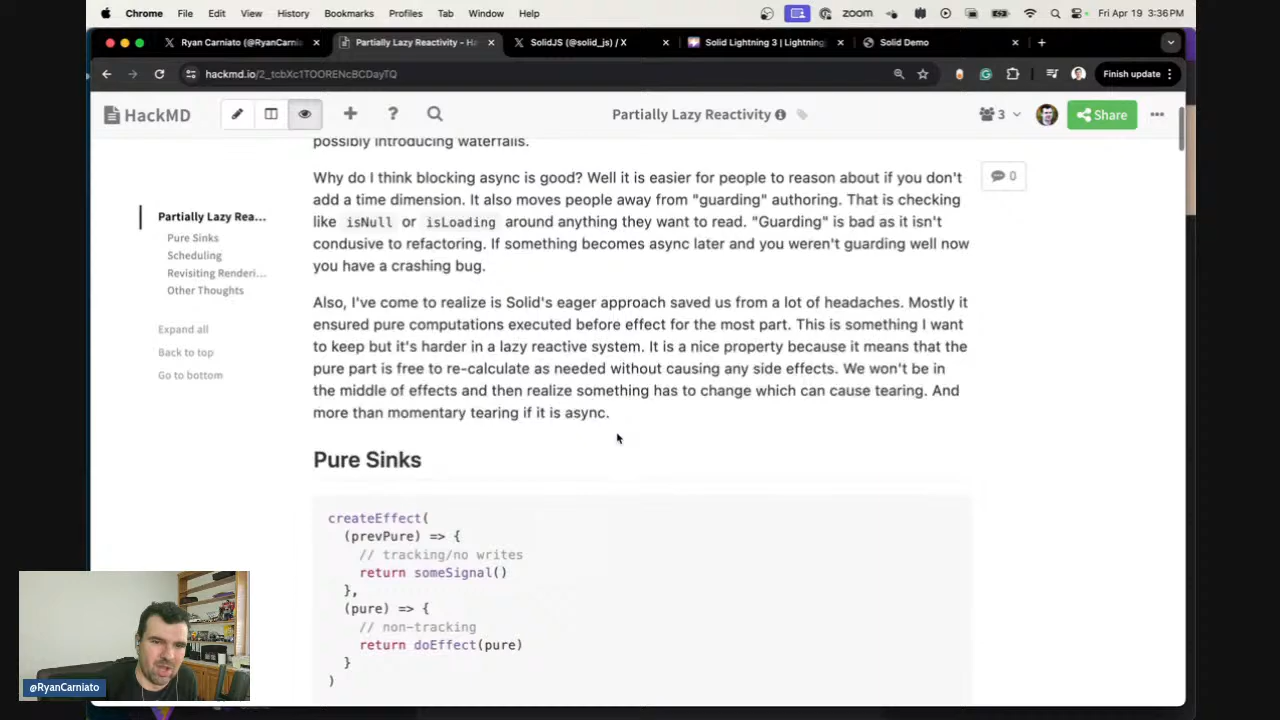 Chrome File Edit View History Bookmarks Profiles Tab Window Help
zoom
Fri Apr 19 3:36 PM
Ryan Carniato (@RyanCarni
Partially Lazy Reactivity - H
SolidJS (@solid_js) / X
Solid Lightning 3 | Lightning
Solid Demo
hackmd.io/2_tcbXc1TOORENcBCDayTQ
Finish update
HackMD
Partially Lazy Reactivity
3
Share
possibly introducing waterfalls.
0
Why do I think blocking async is good? Well it is easier for people to reason about if you don't
add a time dimension. It also moves people away from "guarding" authoring. That is checking
like isNull or isLoading around anything they want to read. "Guarding" is bad as it isn't
condusive to refactoring. If something becomes async later and you weren't guarding well now
you have a crashing bug.
Partially Lazy Rea...
Pure Sinks
Scheduling
Revisiting Renderi...
Other Thoughts
Expand all
Back to top
Go to bottom
Also, I've come to realize is Solid's eager approach saved us from a lot of headaches. Mostly it
ensured pure computations executed before effect for the most part. This is something I want
to keep but it's harder in a lazy reactive system. It is a nice property because it means that the
pure part is free to re-calculate as needed without causing any side effects. We won't be in
the middle of effects and then realize something has to change which can cause tearing. And
more than momentary tearing if it is async.
Pure Sinks
createEffect(
(prevPure) => {
// tracking/no writes
return someSignal()
},
(pure) => {
// non-tracking
return doEffect(pure)
}
)
@RyanCarniato